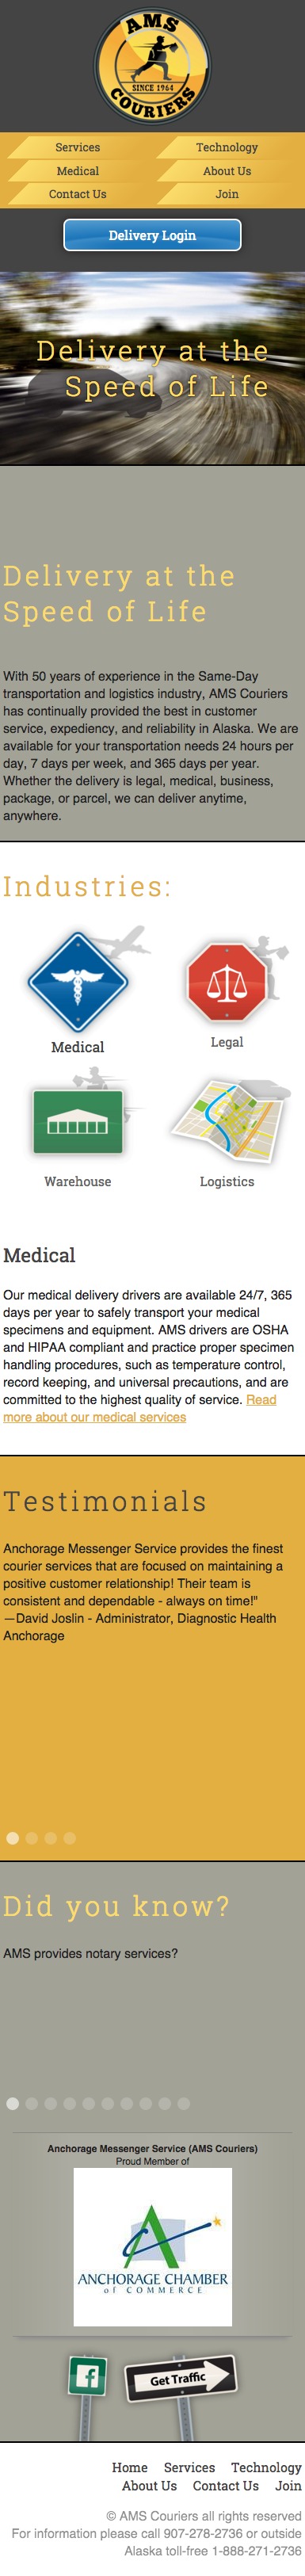 AMS
SINCE 1964
COURIERS
Services
Technology
Medical
About Us
Contact Us
Join
Delivery Login
Delivery at the
Speed of Life
Delivery at the
Speed of Life
With 50 years of experience in the Same-Day
transportation and logistics industry, AMS Couriers
has continually provided the best in customer
service, expediency, and reliability in Alaska. We are
available for your transportation needs 24 hours per
day, 7 days per week, and 365 days per year.
Whether the delivery is legal, medical, business,
package, or parcel, we can deliver anytime,
anywhere.
Industries:
Medical
Legal
Warehouse
Logistics
Medical
Our medical delivery drivers are available 24/7, 365
days per year to safely transport your medical
specimens and equipment. AMS drivers are OSHA
and HIPAA compliant and practice proper specimen
handling procedures, such as temperature control,
record keeping, and universal precautions, and are
committed to the highest quality of service. Read
more about our medical services
Testimonials
Anchorage Messenger Service provides the finest
courier services that are focused on maintaining a
positive customer relationship! Their team is
consistent and dependable - always on time!"
—David Joslin - Administrator, Diagnostic Health
Anchorage
Did you know?
AMS provides notary services?
Anchorage Messenger Service (AMS Couriers)
Proud Member of
ANCHORAGE CHAMBER
of COMMERCE
f
Get Traffic
Home Services Technology
About Us Contact Us Join
© AMS Couriers all rights reserved
For information please call 907-278-2736 or outside
Alaska toll-free 1-888-271-2736